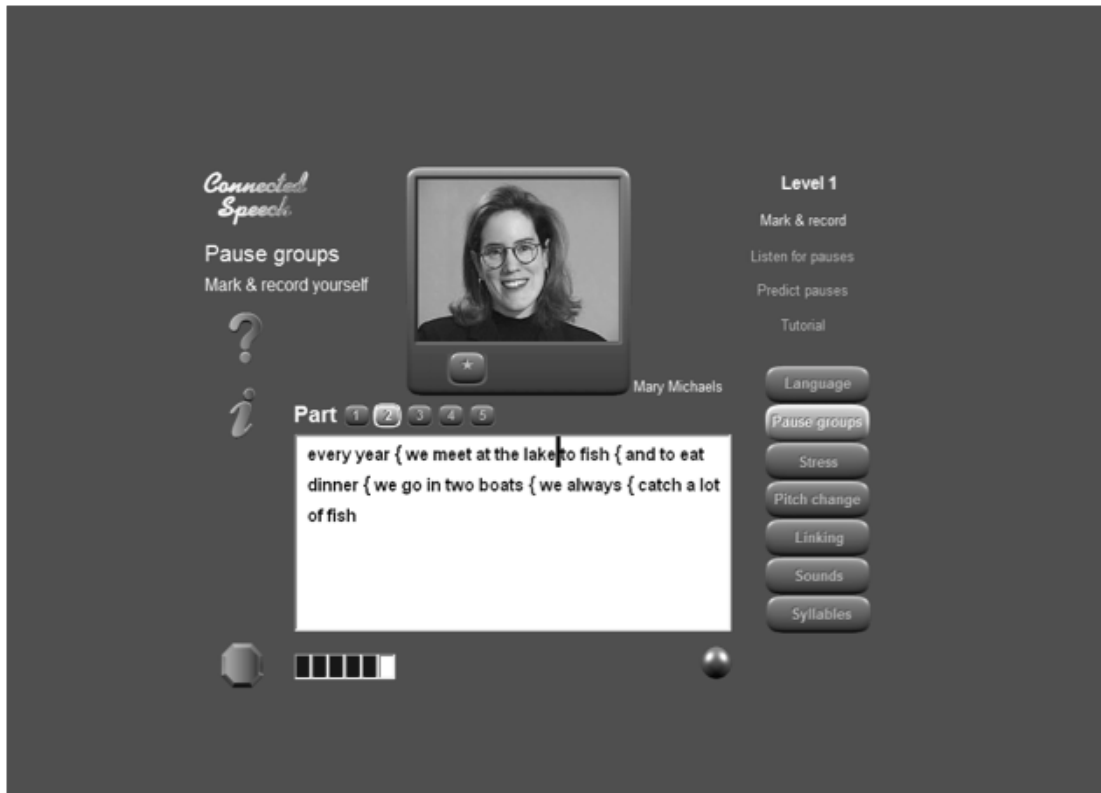 Connected
Speech
Pause groups
Mark & record yourself
?
i
Mary Michaels
Level 1
Mark & record
Listen for pauses
Predict pauses
Tutorial
Part 1 2 3 4 5
every year { we meet at the lake to fish { and to eat
dinner { we go in two boats { we always { catch a lot
of fish
Language
Pause groups
Stress
Pitch change
Linking
Sounds
Syllables